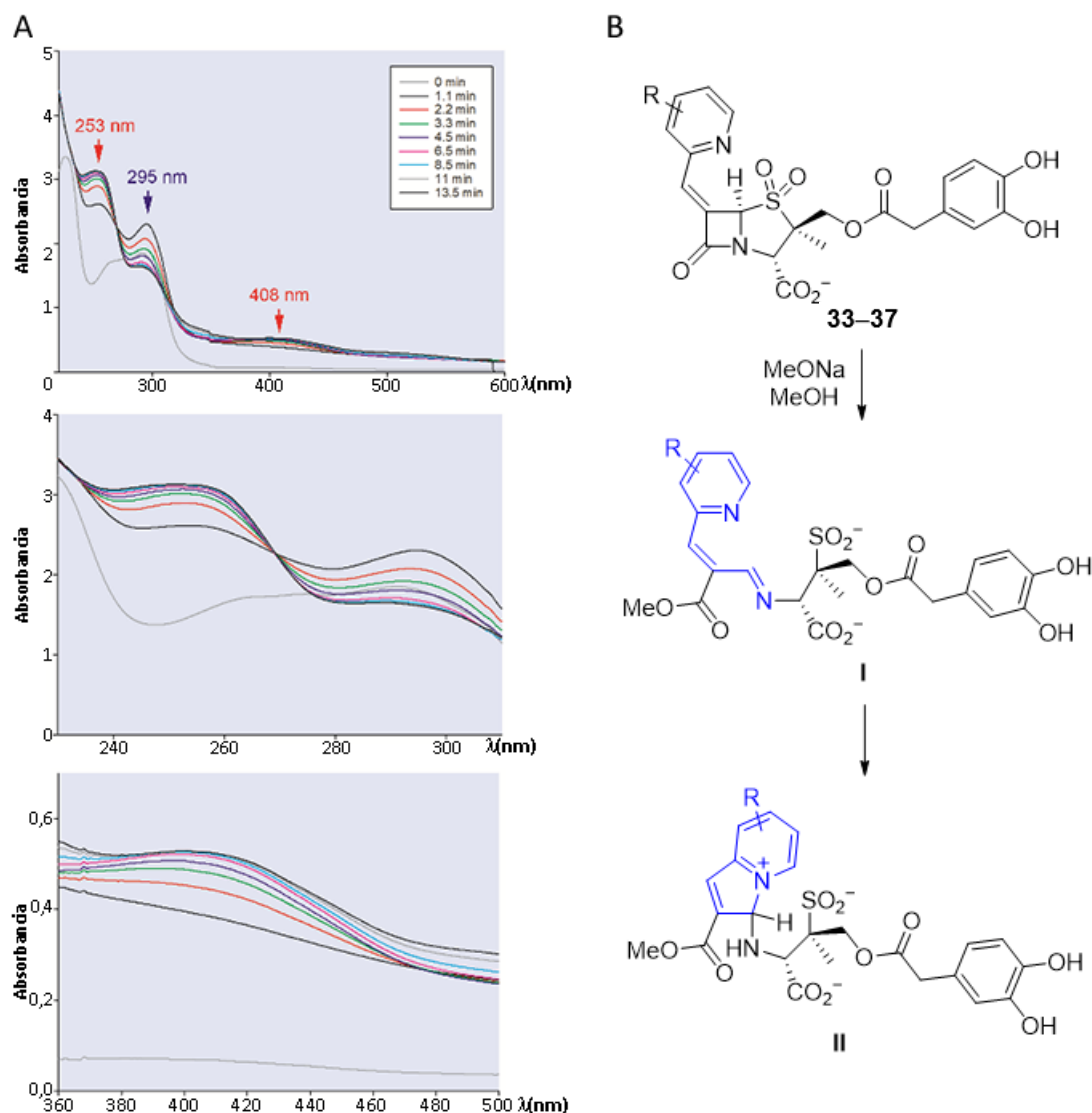 A
B
5
4
3
2
1
0
300
400
500
600
λ(nm)
Absorbancia
253 nm
295 nm
408 nm
0 min
1.1 min
2.2 min
3.3 min
4.5 min
6.5 min
8.5 min
11 min
13.5 min
4
3
2
1
0
240
260
280
300
λ(nm)
Absorbancia
0,6
0,4
0,2
0,0
360
380
400
420
440
460
480
500
λ(nm)
Absorbancia
R
N
H
O O
S
N
O
CO2−
O
O
OH
OH
33–37
MeONa
MeOH
R
N
MeO
O
N
SO2−
CO2−
O
O
OH
OH
I
R
N+
H
MeO
O
HN
SO2−
CO2−
O
O
OH
OH
II